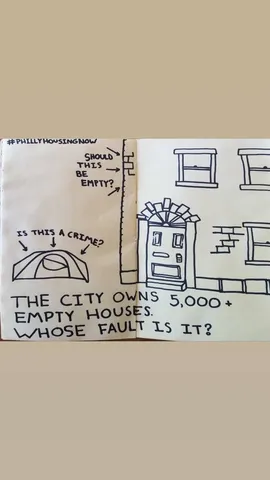 #PHILLYHOUSINGNOW
SHOULD
THIS
BE
EMPTY?
IS THIS A CRIME?
THE CITY OWNS 5,000+
EMPTY HOUSES.
WHOSE FAULT IS IT?